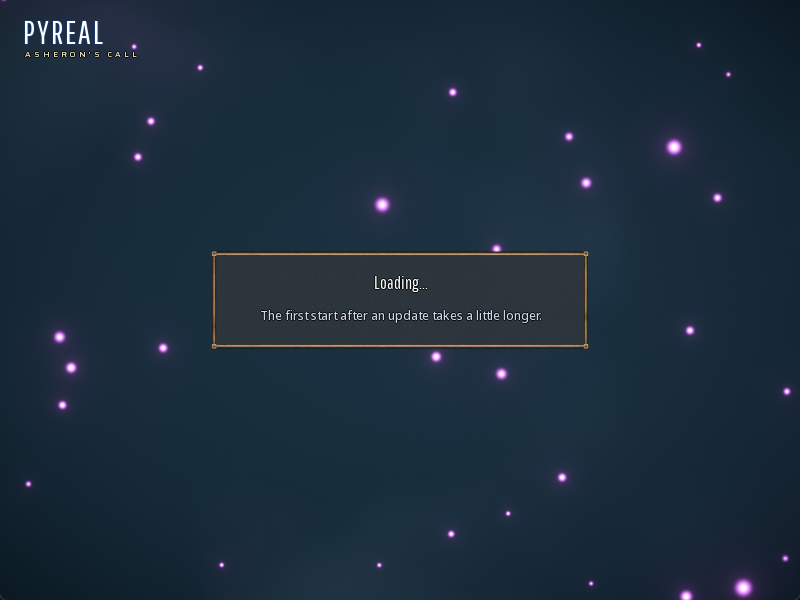 PYREAL
ASHERON'S CALL
Loading...
The first start after an update takes a little longer.